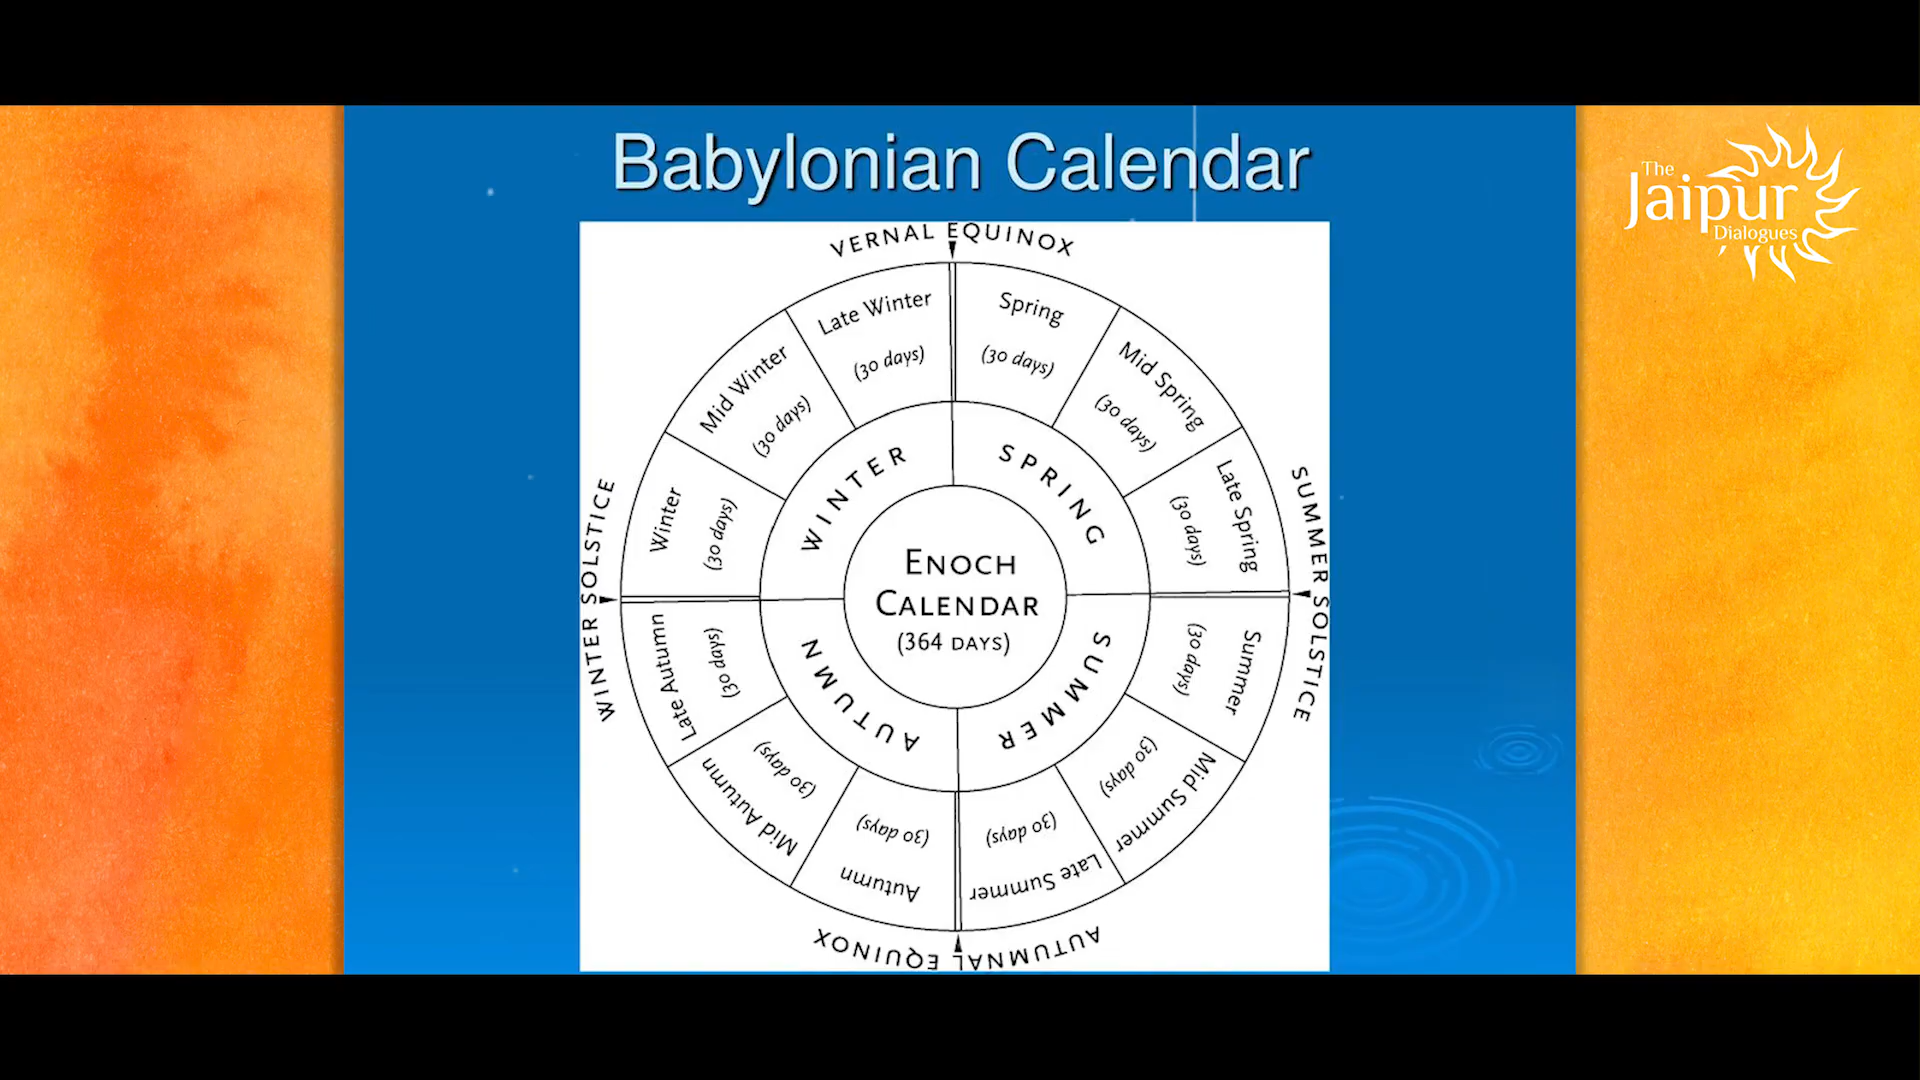 Babylonian Calendar
The
Jaipur
Dialogues
VERNAL EQUINOX
Late Winter
(30 days)
Spring
(30 days)
Mid Winter
(30 days)
Mid Spring
(30 days)
Winter
(30 days)
Late Spring
(30 days)
WINTER
SPRING
WINTER SOLSTICE
SUMMER SOLSTICE
ENOCH
CALENDAR
(364 DAYS)
AUTUMN
SUMMER
Late Autumn
(30 days)
Summer
(30 days)
Mid Autumn
(30 days)
Mid Summer
(30 days)
Autumn
(30 days)
Late Summer
(30 days)
AUTUMNAL EQUINOX